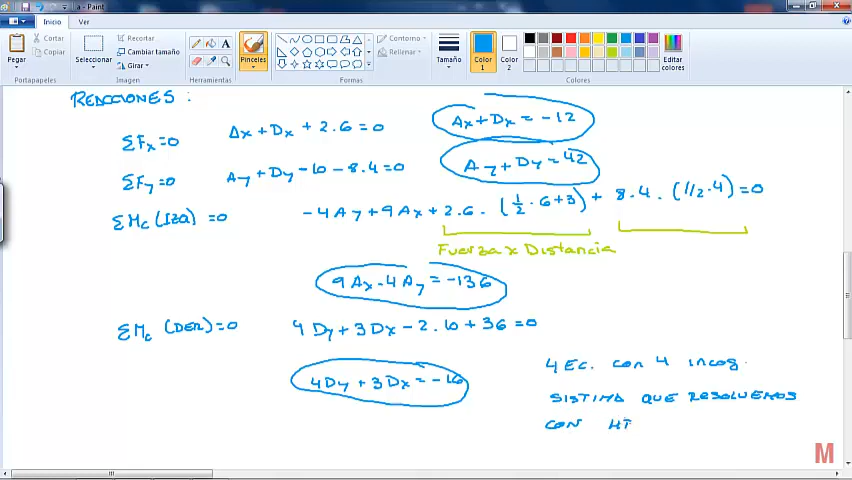 a - Paint
Inicio Ver
Pegar
Cortar
Copiar
Portapapeles
Seleccionar
Recortar
Cambiar tamaño
Girar
Imagen
Herramientas
Pinceles
Contorno
Rellenar
Formas
Tamaño
Color 1
Color 2
Editar colores
Colores
REACCIONES :
ΣFx=0 Ax+Dx+2.6=0 Ax+Dx=-12
ΣFy=0 Ay+Dy-10-8.4=0 Ay+Dy=42
ΣMc(IZQ)=0 -4Ay+9Ax+2.6.(1/2.6+3)+8.4.(1/2.4)=0
Fuerza x Distancia
9Ax-4Ay=-136
ΣMc(DER)=0 4Dy+3Dx-2.10+36=0
4Dy+3Dx=-16
4 EC. CON 4 INCOG.
SISTIMA QUE RESOLVEMOS
CON HP
M